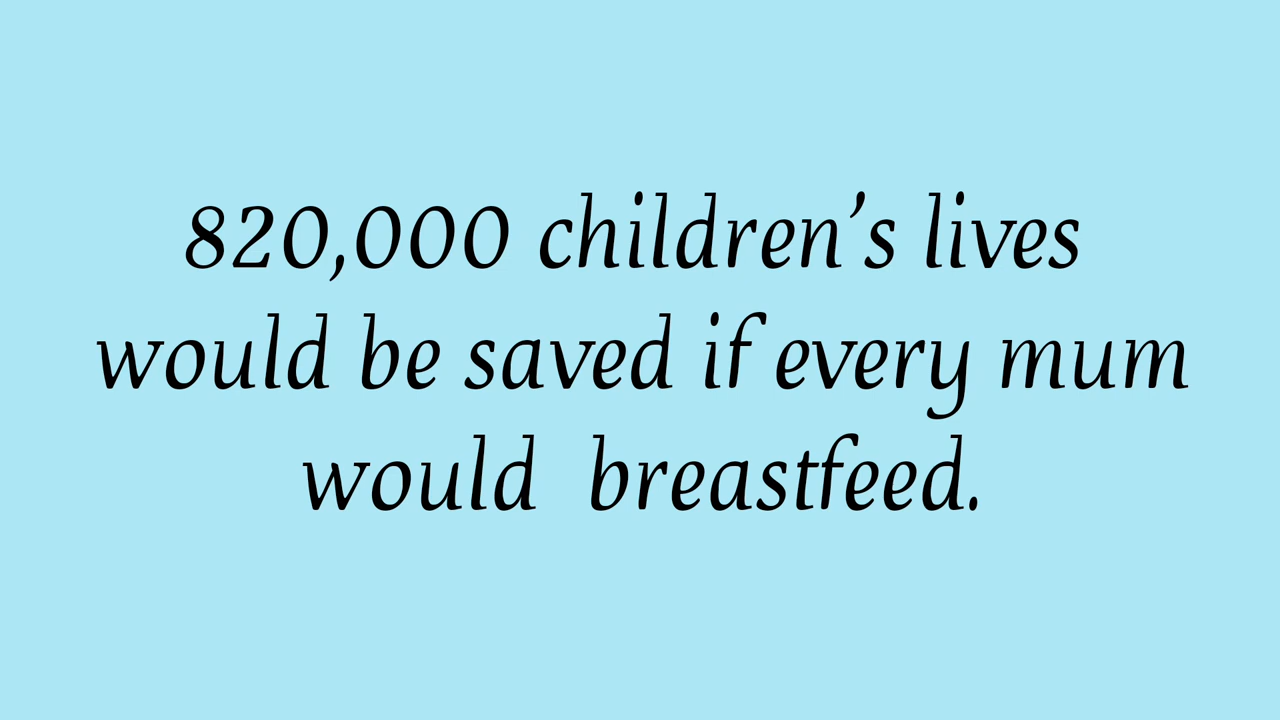 820,000 children’s lives
would be saved if every mum
would breastfeed.